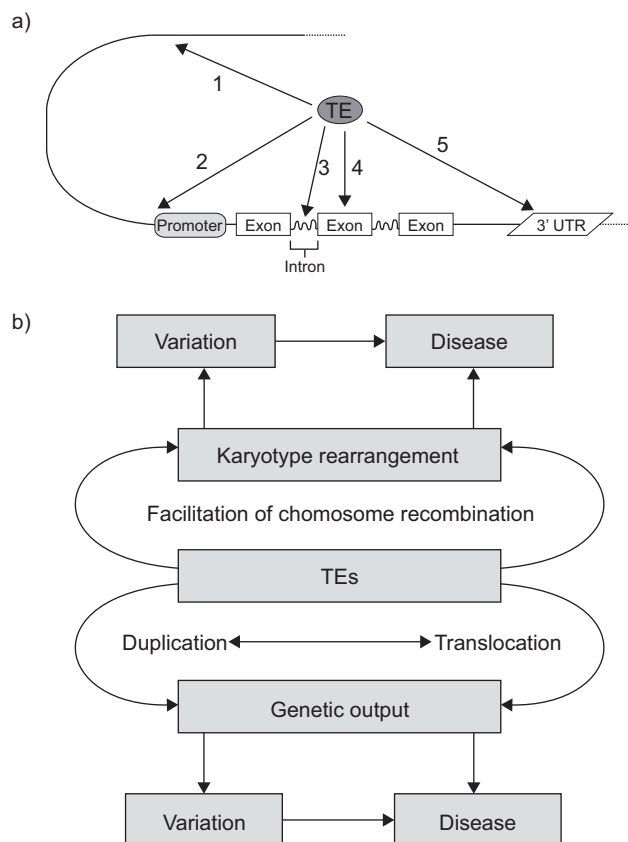 a)
TE
1
2
3
4
5
Promoter
Exon
Exon
Exon
3' UTR
Intron
b)
Variation
Disease
Karyotype rearrangement
Facilitation of chomosome recombination
TEs
Duplication
Translocation
Genetic output
Variation
Disease